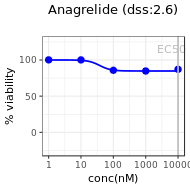 Anagrelide (dss:2.6)
EC50
100
50
0
% viability
1 10 100 1000 10000
conc(nM)